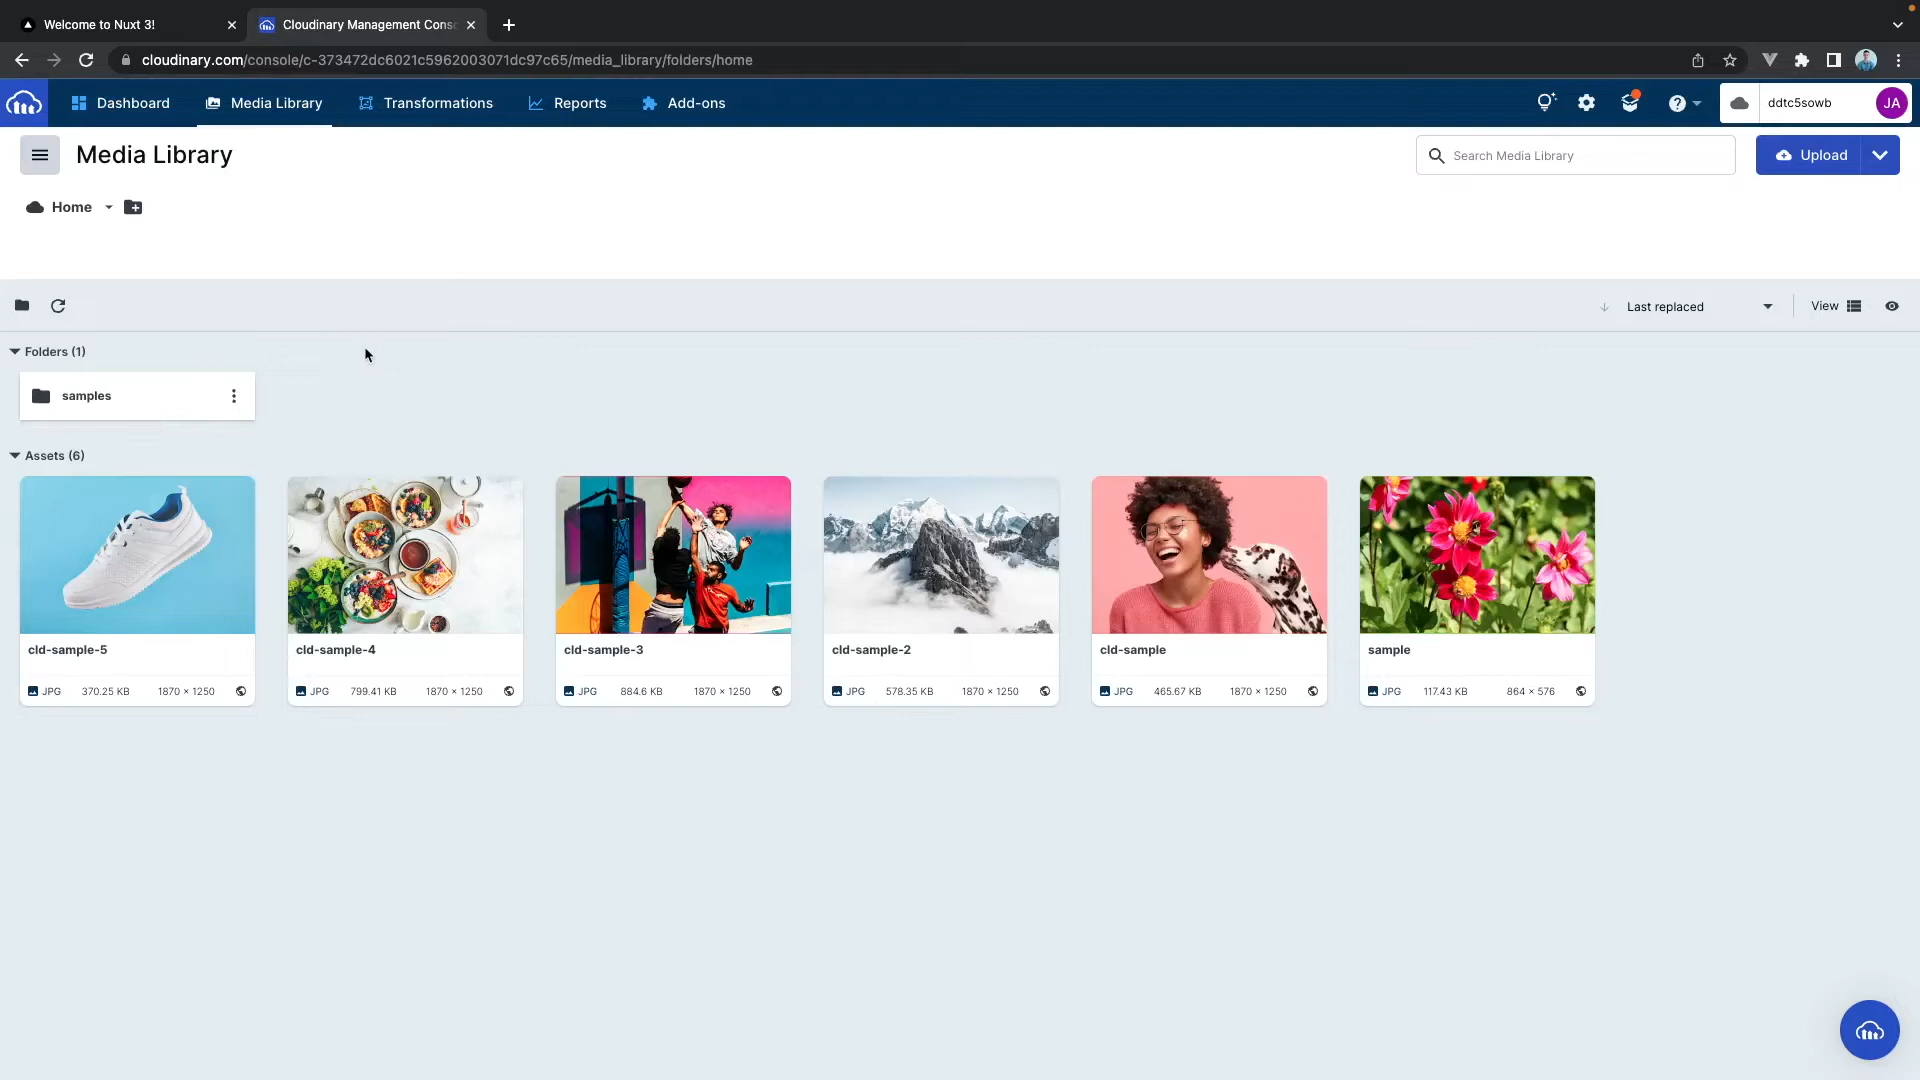 Welcome to Nuxt 3!
Cloudinary Management Conso
cloudinary.com/console/c-373472dc6021c5962003071dc97c65/media_library/folders/home
Dashboard
Media Library
Transformations
Reports
Add-ons
ddtc5sowb
JA
Media Library
Search Media Library
Upload
Home
Last replaced
View
Folders (1)
samples
Assets (6)
cld-sample-5
JPG 370.25 KB 1870 × 1250
cld-sample-4
JPG 799.41 KB 1870 × 1250
cld-sample-3
JPG 884.6 KB 1870 × 1250
cld-sample-2
JPG 578.35 KB 1870 × 1250
cld-sample
JPG 465.67 KB 1870 × 1250
sample
JPG 117.43 KB 864 × 576